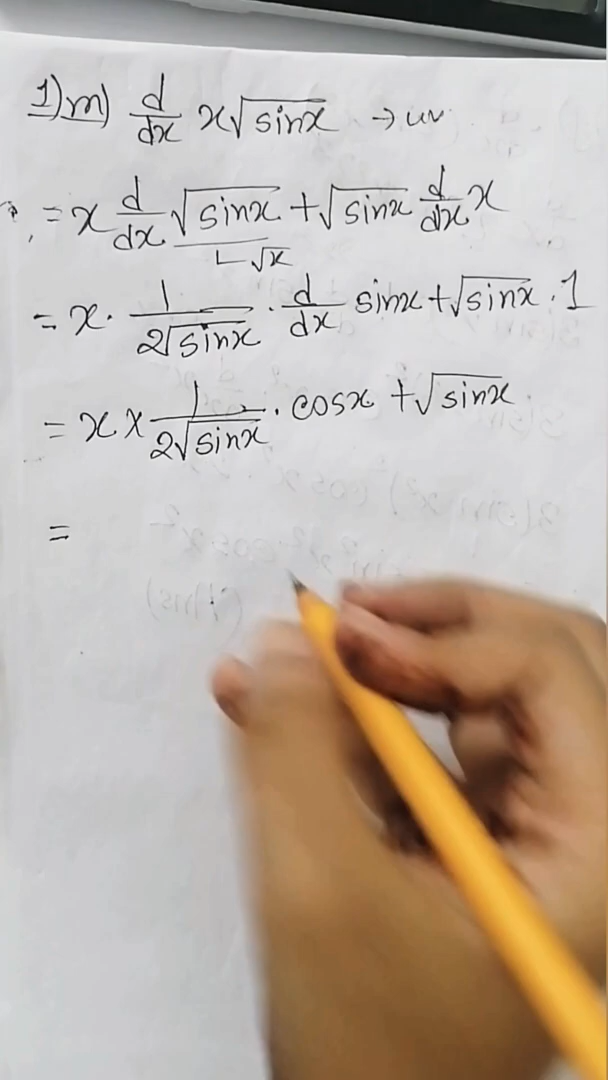 1)m) d/dx x√sinx → uv
= x d/dx √sinx + √sinx d/dx x
↳ √x
= x · 1/2√sinx · d/dx sinx + √sinx · 1
= x × 1/2√sinx · cosx + √sinx
=